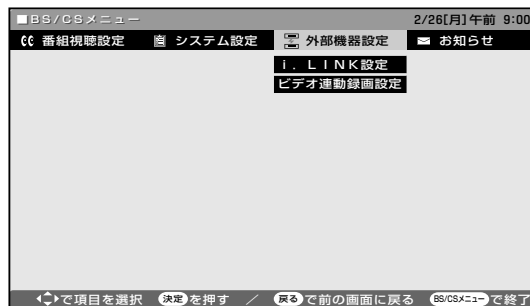 ■BS/CSメニュー 2/26[月]午前 9:00
番組視聴設定 システム設定 外部機器設定 お知らせ
i．LINK設定
ビデオ連動録画設定
で項目を選択 決定を押す ／ 戻るで前の画面に戻る BS/CSメニューで終了